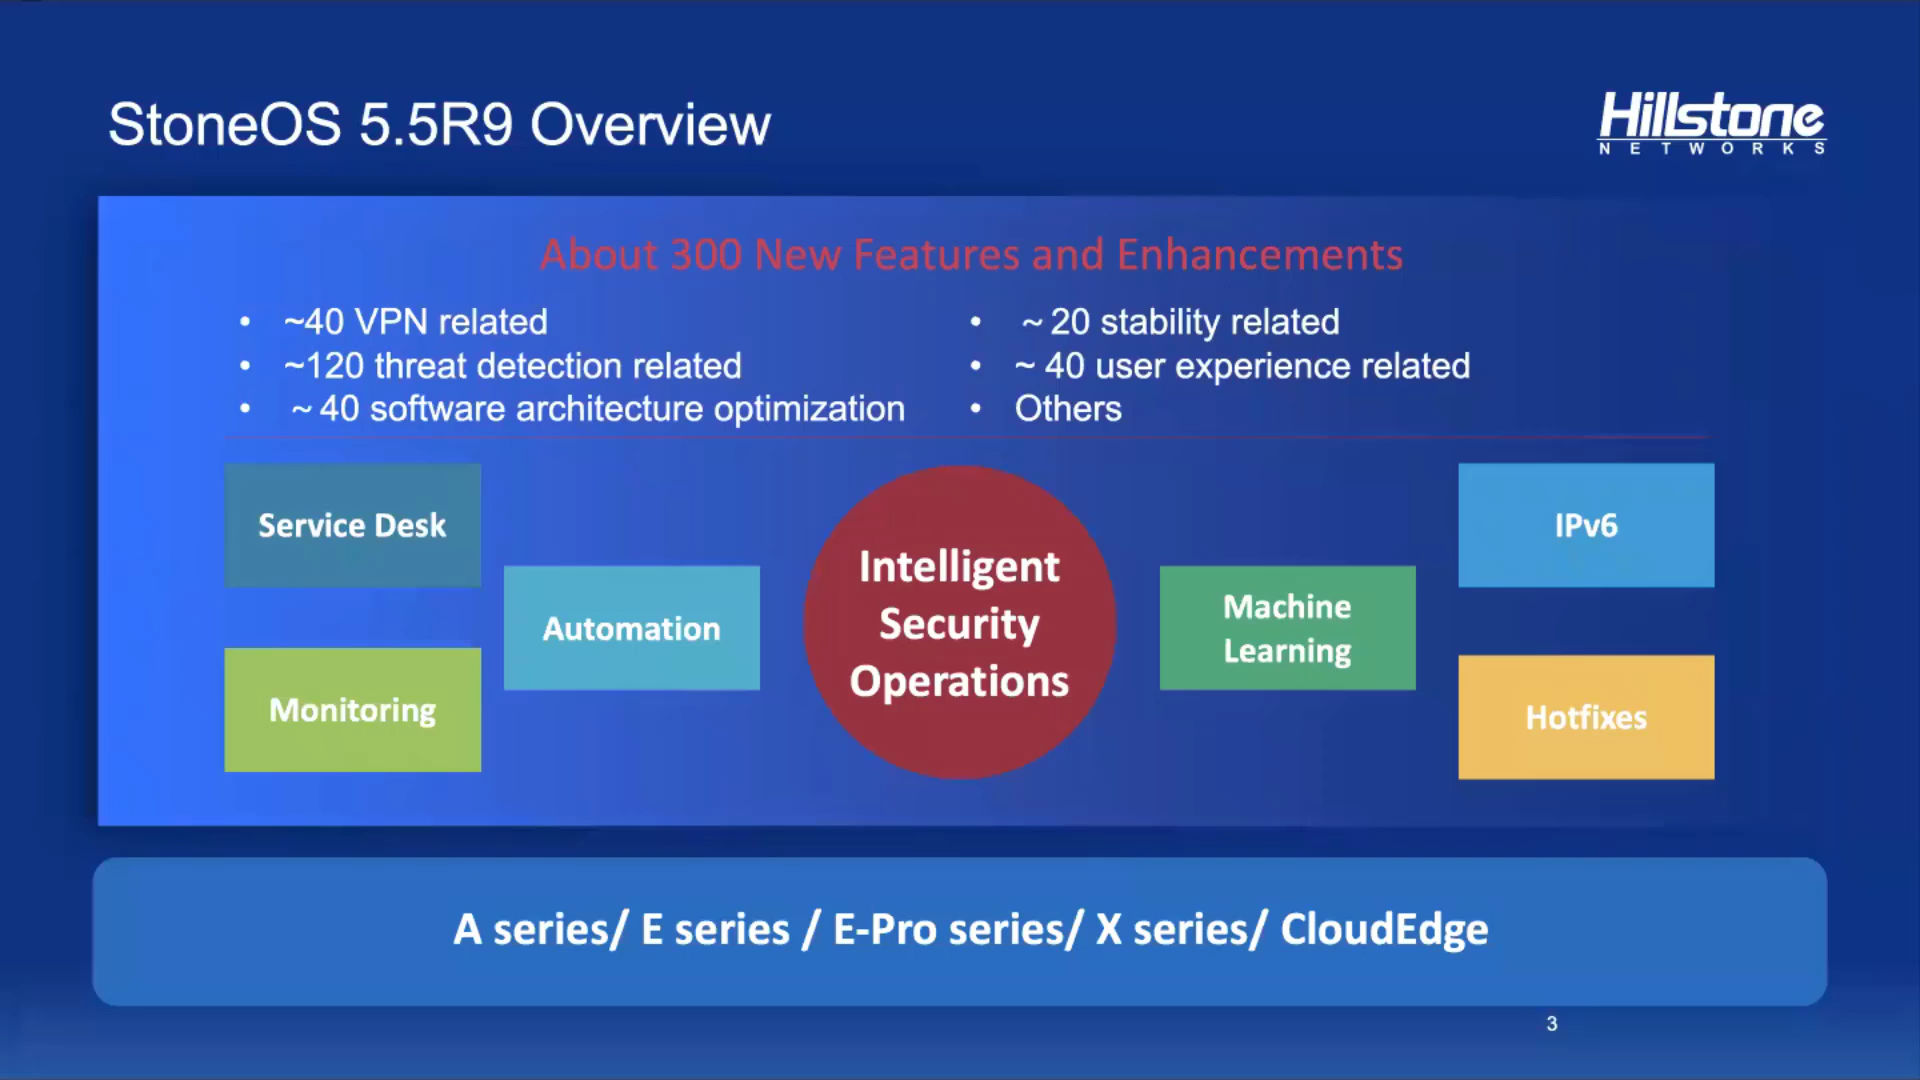 StoneOS 5.5R9 Overview
Hillstone
NETWORKS
About 300 New Features and Enhancements
• ~40 VPN related
• ~120 threat detection related
• ~ 40 software architecture optimization
• ~ 20 stability related
• ~ 40 user experience related
• Others
Service Desk
Monitoring
Automation
Intelligent
Security
Operations
Machine
Learning
IPv6
Hotfixes
A series/ E series / E-Pro series/ X series/ CloudEdge
3